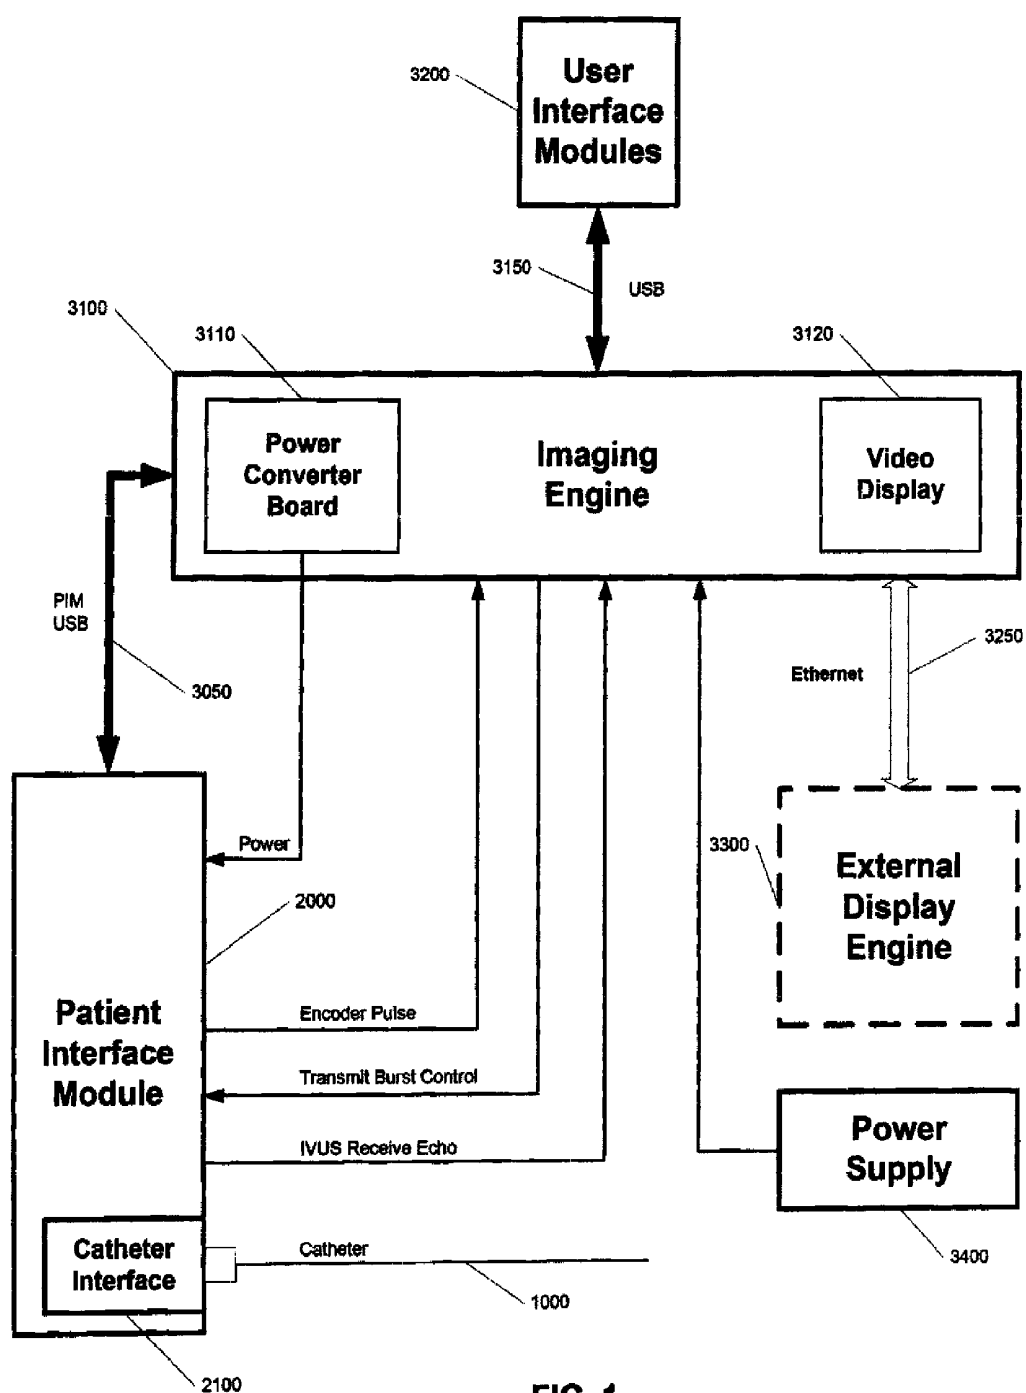 3200
User
Interface
Modules
3150
USB
3100
3110
3120
Power
Converter
Board
Imaging
Engine
Video
Display
PIM
USB
3050
Ethernet
3250
Power
3300
External
Display
Engine
2000
Patient
Interface
Module
Encoder Pulse
Transmit Burst Control
IVUS Receive Echo
Power
Supply
3400
Catheter
Interface
Catheter
1000
2100
FIG. 1